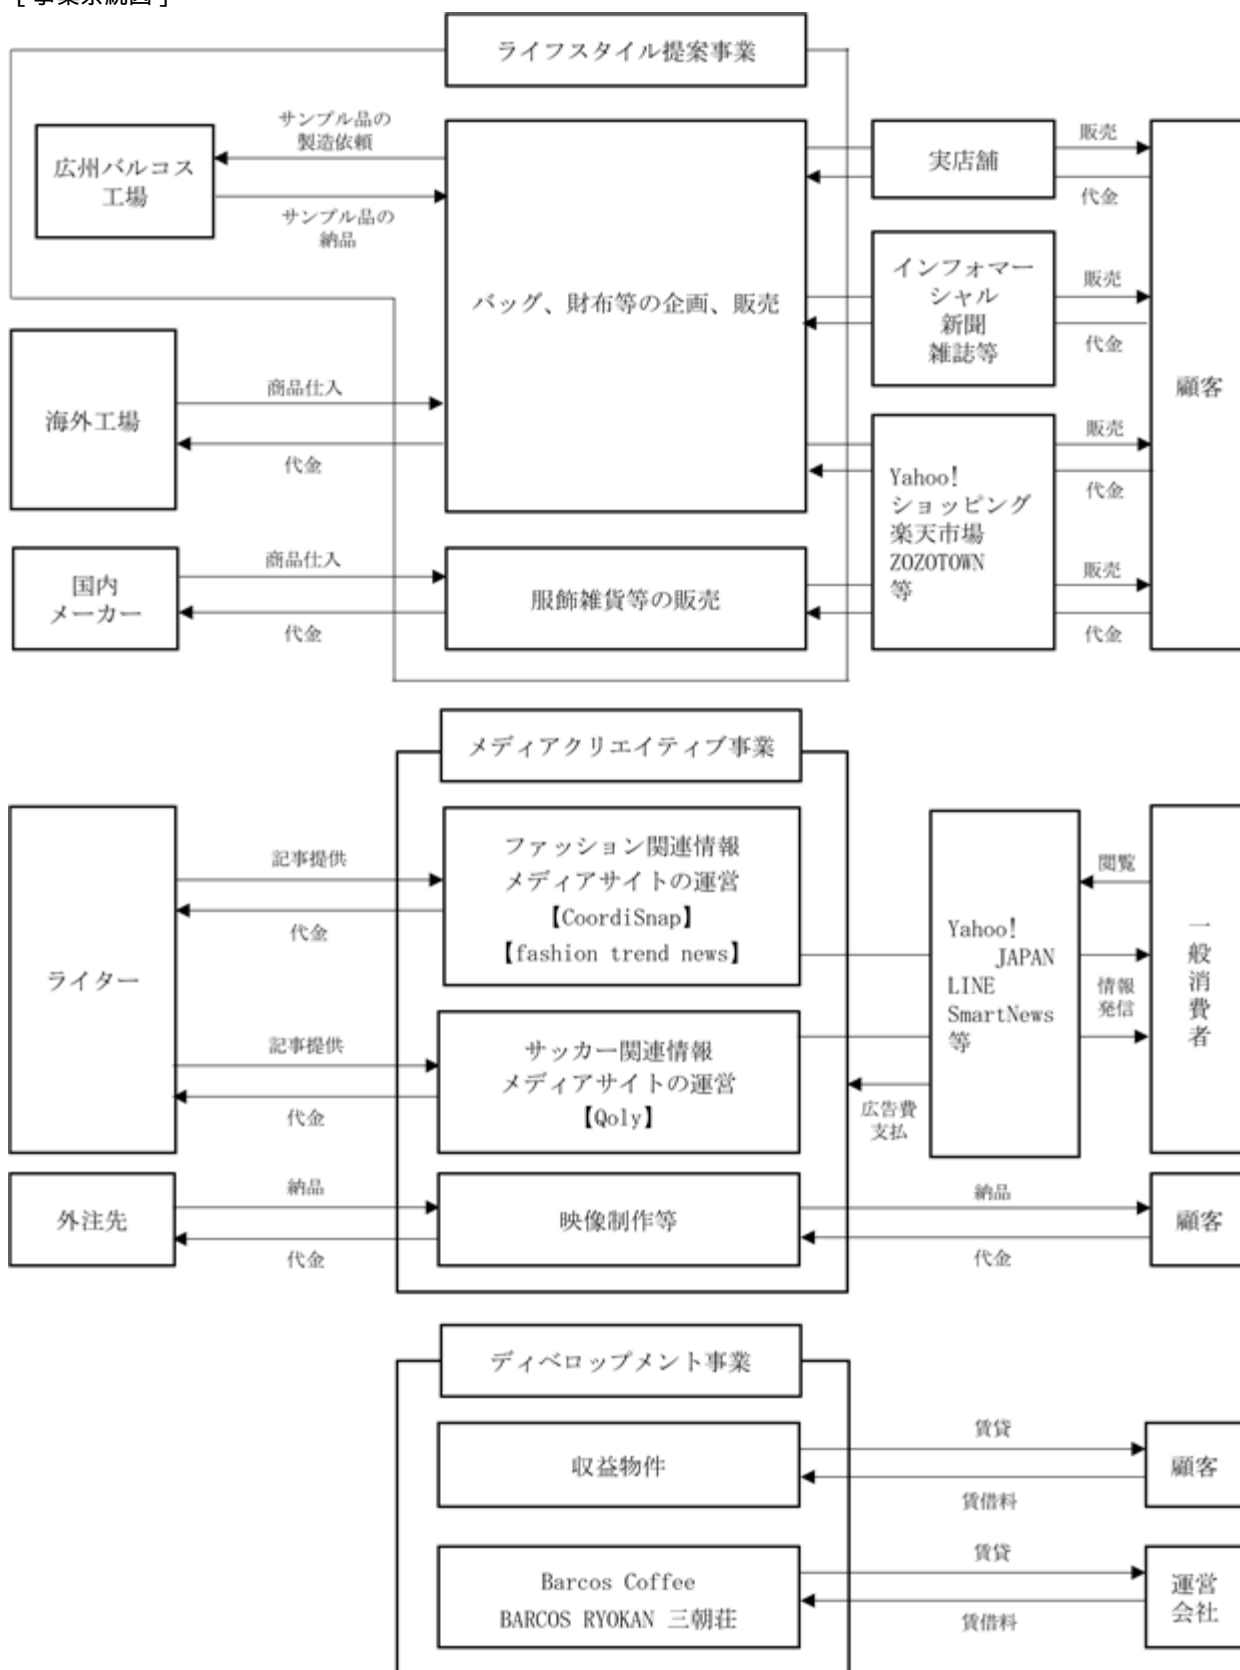 [ 事業系統図 ]
ライフスタイル提案事業
広州バルコス
工場
サンプル品の
製造依頼
サンプル品の
納品
バッグ、財布等の企画、販売
実店舗
販売
代金
インフォマー
シャル
新聞
雑誌等
販売
代金
顧客
海外工場
商品仕入
代金
Yahoo!
ショッピング
楽天市場
ZOZOTOWN
等
販売
代金
国内
メーカー
商品仕入
代金
服飾雑貨等の販売
販売
代金
メディアクリエイティブ事業
ライター
記事提供
代金
ファッション関連情報
メディアサイトの運営
【CoordiSnap】
【fashion trend news】
Yahoo!
JAPAN
LINE
SmartNews
等
閲覧
情報
発信
一般消費者
記事提供
代金
サッカー関連情報
メディアサイトの運営
【Qoly】
広告費
支払
外注先
納品
代金
映像制作等
納品
代金
顧客
ディベロップメント事業
収益物件
賃貸
賃借料
顧客
Barcos Coffee
BARCOS RYOKAN 三朝荘
賃貸
賃借料
運営
会社